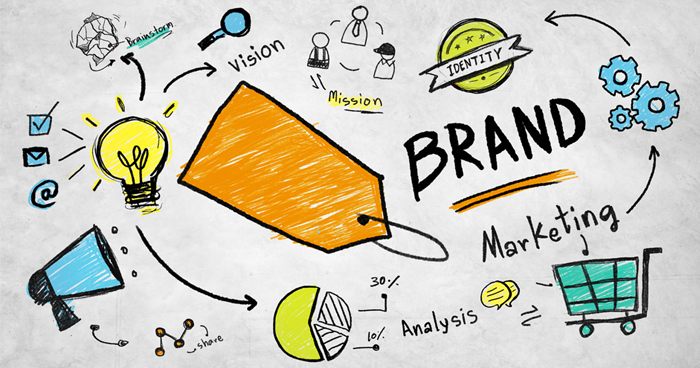 Brainstorm
Vision
Mission
IDENTITY
BRAND
Marketing
@
30%
10%
Analysis
share